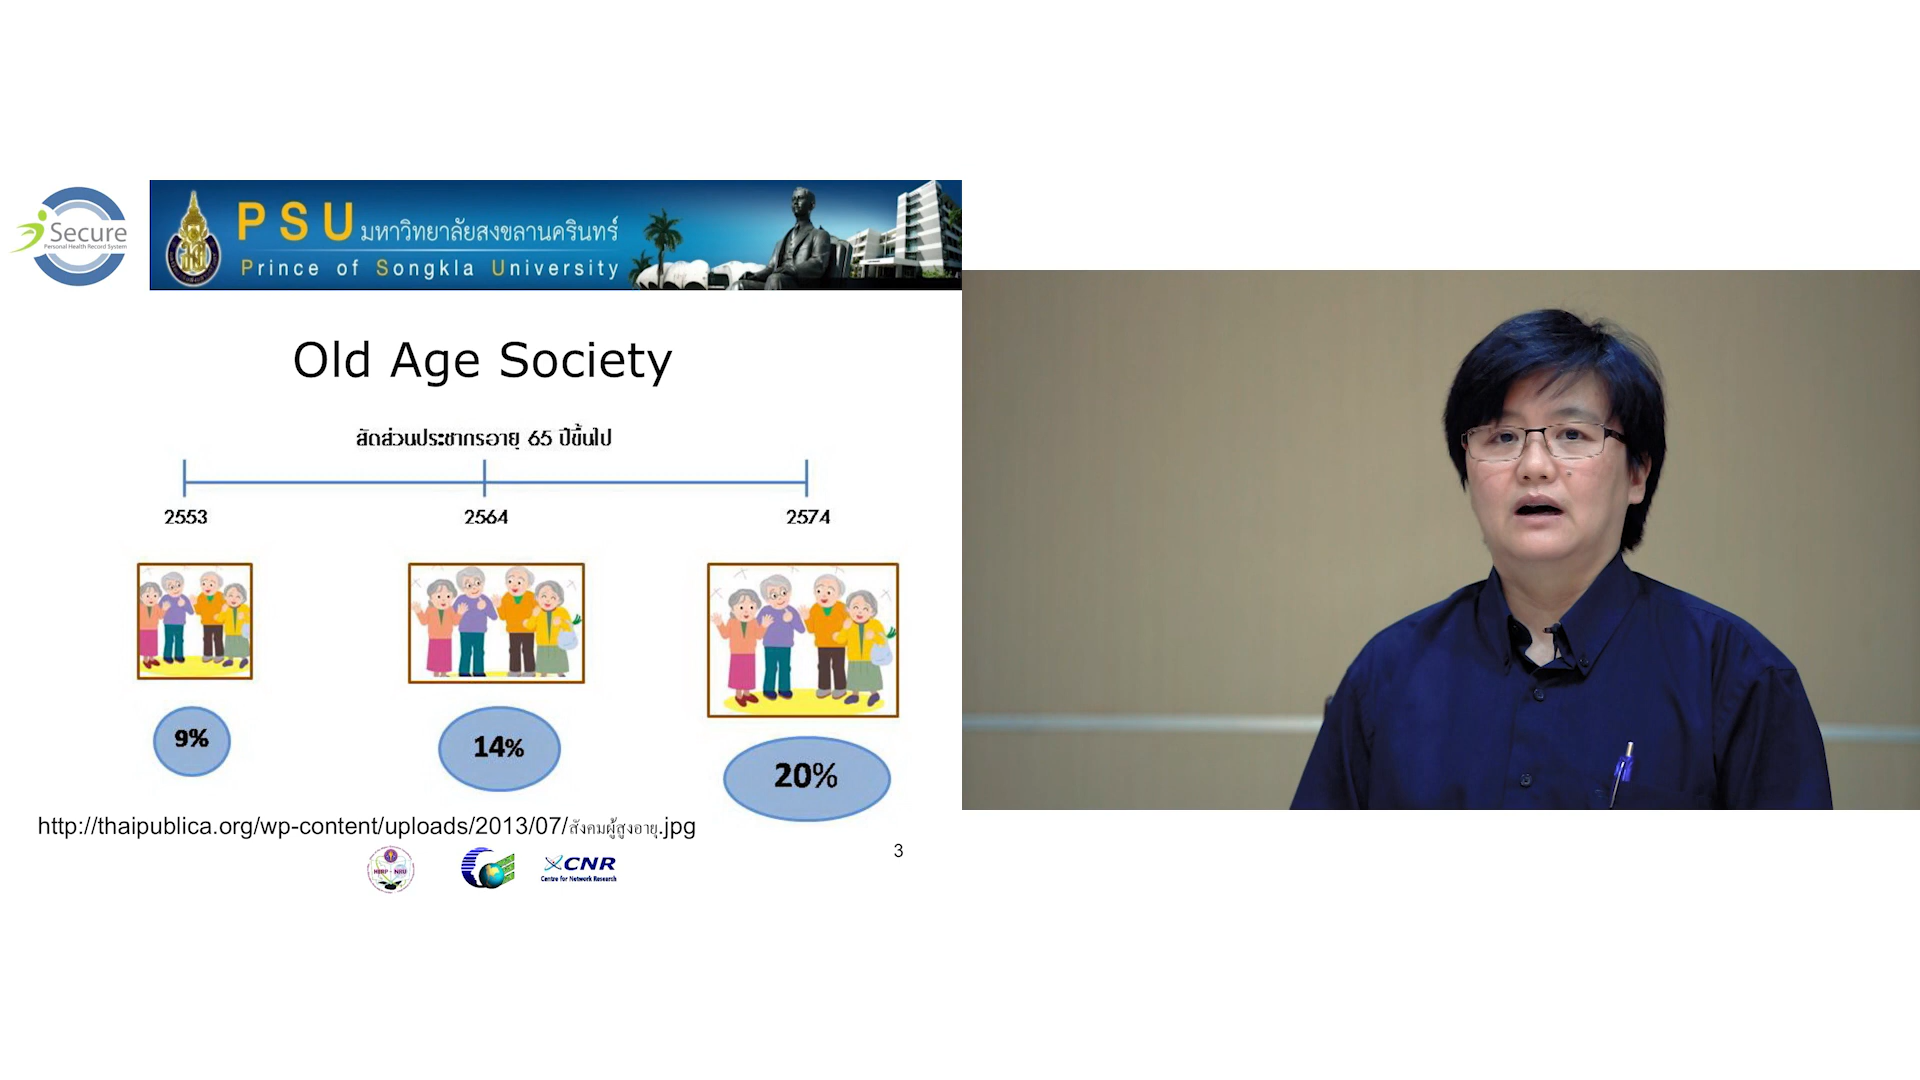 Secure
Personal Health Record System
PSU มหาวิทยาลัยสงขลานครินทร์
Prince of Songkla University
Old Age Society
สัดส่วนประชากรอายุ 65 ปีขึ้นไป
2553 2564 2574
9% 14% 20%
http://thaipublica.org/wp-content/uploads/2013/07/สังคมผู้สูงอายุ.jpg
3
CNR
Centre for Network Research